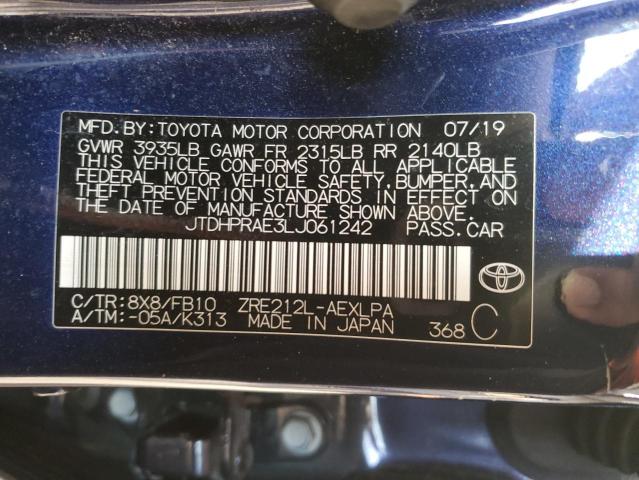 MFD.BY:TOYOTA MOTOR CORPORATION 07/19
GVWR 3935LB GAWR FR 2315LB RR 2140LB
THIS VEHICLE CONFORMS TO ALL APPLICABLE
FEDERAL MOTOR VEHICLE SAFETY, BUMPER, AND
THEFT PREVENTION STANDARDS IN EFFECT ON
THE DATE OF MANUFACTURE SHOWN ABOVE.
JTDHPRAE3LJ061242 PASS.CAR
C/TR:8X8/FB10 ZRE212L-AEXLPA
A/TM:-05A/K313 MADE IN JAPAN 368 C